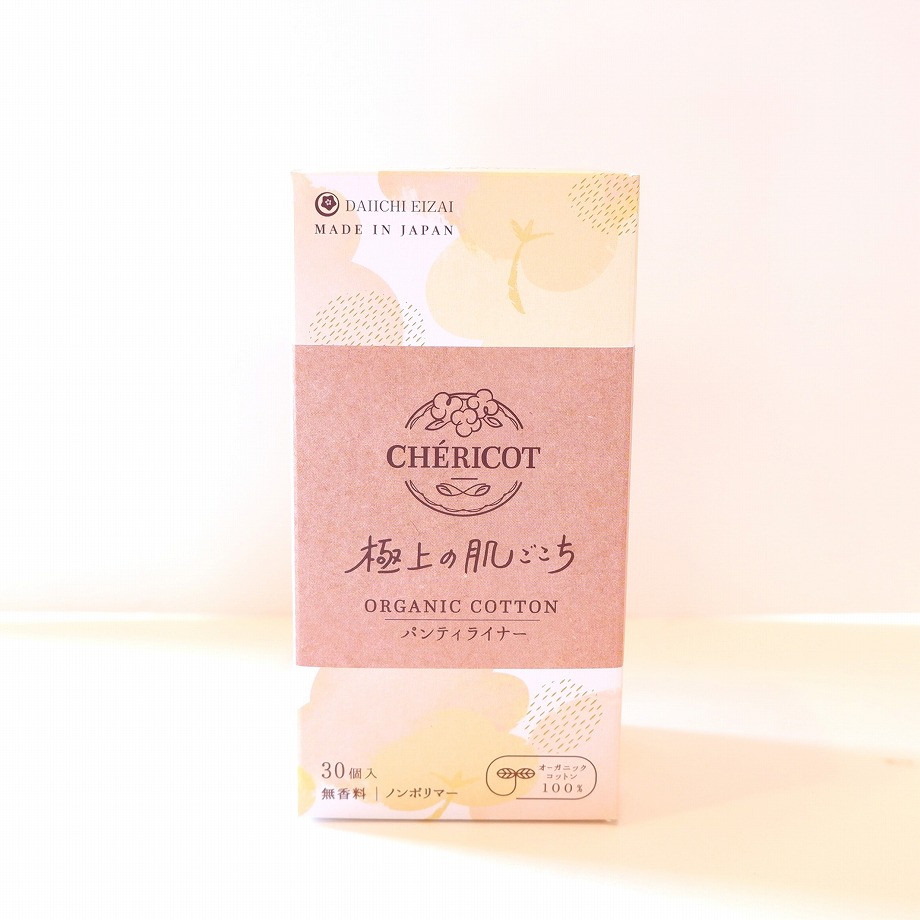 DAIICHI EIZAI
MADE IN JAPAN
CHÉRICOT
極上の肌ごこち
ORGANIC COTTON
パンティライナー
30個入
無香料｜ノンポリマー
オーガニック
コットン
100%